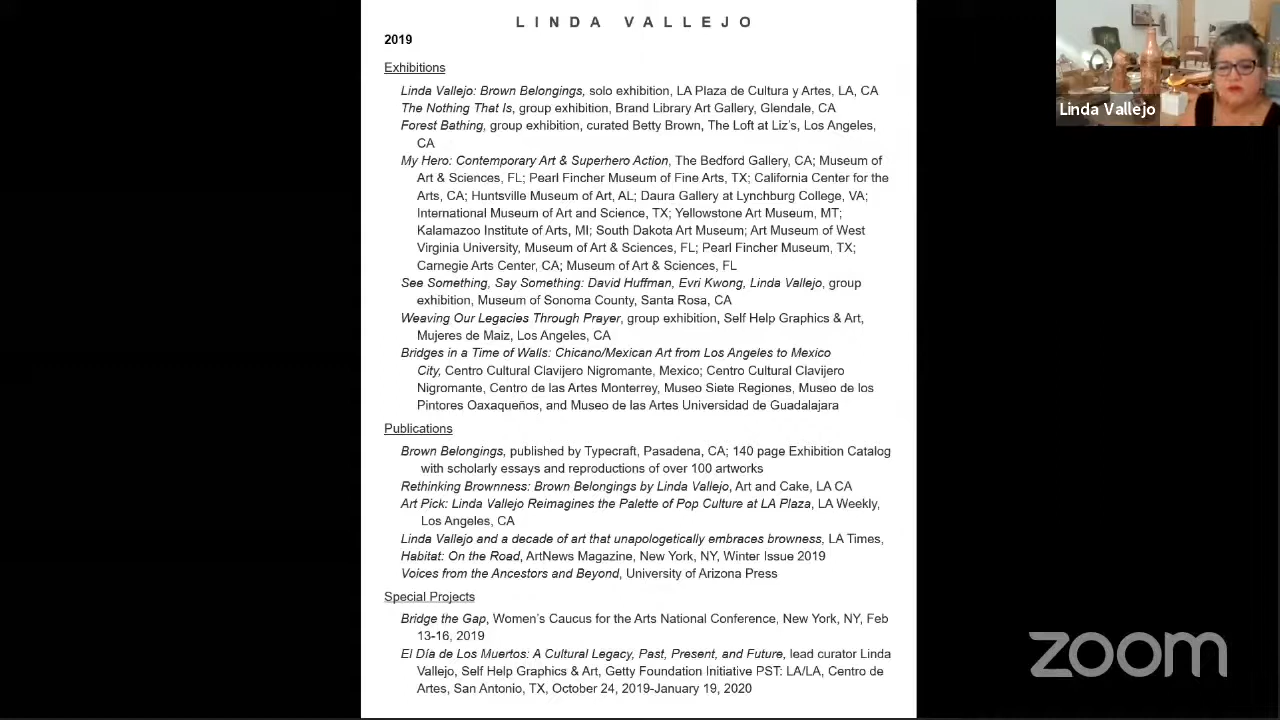 LINDA VALLEJO
2019
Exhibitions
Linda Vallejo: Brown Belongings, solo exhibition, LA Plaza de Cultura y Artes, LA, CA
The Nothing That Is, group exhibition, Brand Library Art Gallery, Glendale, CA
Forest Bathing, group exhibition, curated Betty Brown, The Loft at Liz's, Los Angeles,
CA
My Hero: Contemporary Art & Superhero Action, The Bedford Gallery, CA; Museum of
Art & Sciences, FL; Pearl Fincher Museum of Fine Arts, TX; California Center for the
Arts, CA; Huntsville Museum of Art, AL; Daura Gallery at Lynchburg College, VA;
International Museum of Art and Science, TX; Yellowstone Art Museum, MT;
Kalamazoo Institute of Arts, MI; South Dakota Art Museum; Art Museum of West
Virginia University, Museum of Art & Sciences, FL; Pearl Fincher Museum, TX;
Carnegie Arts Center, CA; Museum of Art & Sciences, FL
See Something, Say Something: David Huffman, Evri Kwong, Linda Vallejo, group
exhibition, Museum of Sonoma County, Santa Rosa, CA
Weaving Our Legacies Through Prayer, group exhibition, Self Help Graphics & Art,
Mujeres de Maiz, Los Angeles, CA
Bridges in a Time of Walls: Chicano/Mexican Art from Los Angeles to Mexico
City, Centro Cultural Clavijero Nigromante, Mexico; Centro Cultural Clavijero
Nigromante, Centro de las Artes Monterrey, Museo Siete Regiones, Museo de los
Pintores Oaxaqueños, and Museo de las Artes Universidad de Guadalajara
Publications
Brown Belongings, published by Typecraft, Pasadena, CA; 140 page Exhibition Catalog
with scholarly essays and reproductions of over 100 artworks
Rethinking Brownness: Brown Belongings by Linda Vallejo, Art and Cake, LA CA
Art Pick: Linda Vallejo Reimagines the Palette of Pop Culture at LA Plaza, LA Weekly,
Los Angeles, CA
Linda Vallejo and a decade of art that unapologetically embraces browness, LA Times,
Habitat: On the Road, ArtNews Magazine, New York, NY, Winter Issue 2019
Voices from the Ancestors and Beyond, University of Arizona Press
Special Projects
Bridge the Gap, Women's Caucus for the Arts National Conference, New York, NY, Feb
13-16, 2019
El Día de Los Muertos: A Cultural Legacy, Past, Present, and Future, lead curator Linda
Vallejo, Self Help Graphics & Art, Getty Foundation Initiative PST: LA/LA, Centro de
Artes, San Antonio, TX, October 24, 2019-January 19, 2020
Linda Vallejo
zoom